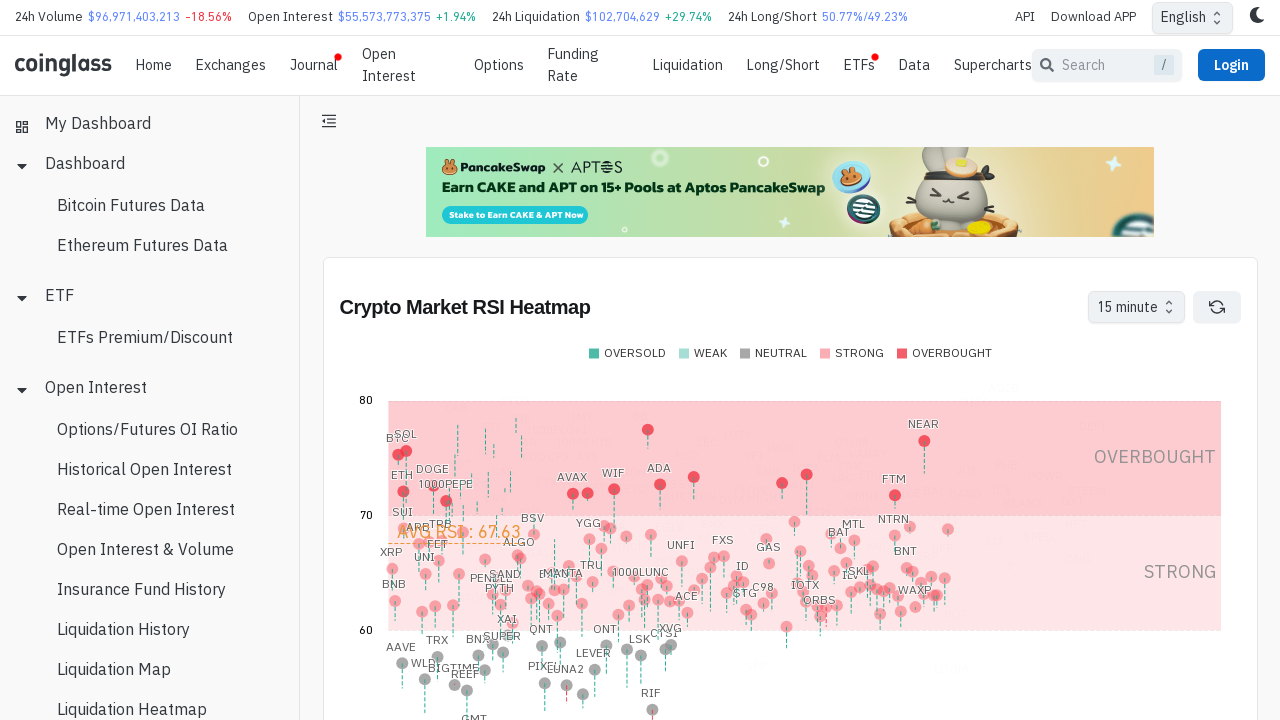 24h Volume $96,971,403,213 -18.56% Open Interest $55,573,773,375 +1.94% 24h Liquidation $102,704,629 +29.74% 24h Long/Short 50.77%/49.23% API Download APP English
coinglass Home Exchanges Journal Open Interest Options Funding Rate Liquidation Long/Short ETFs Data Supercharts Search / Login
My Dashboard
Dashboard
Bitcoin Futures Data
Ethereum Futures Data
ETF
ETFs Premium/Discount
Open Interest
Options/Futures OI Ratio
Historical Open Interest
Real-time Open Interest
Open Interest & Volume
Insurance Fund History
Liquidation History
Liquidation Map
Liquidation Heatmap
PancakeSwap × APTOS
Earn CAKE and APT on 15+ Pools at Aptos PancakeSwap
Stake to Earn CAKE & APT Now
Crypto Market RSI Heatmap
15 minute
OVERSOLD WEAK NEUTRAL STRONG OVERBOUGHT
80
NEAR
BTC SOL
OVERBOUGHT
DOGE WIF ADA
ETH AVAX FTM
1000PEPE
SUI
70
BSV YGG NTRN
ARB TRB MTL
AVG RSI : 67.63 BAT
FET ALGO FXS
UNFI GAS
XRP BNT
UNI
TRU ID
STRONG
SAND MANTA 1000LUNC SKL
PENDLE ILV
BNB PYTH C98 IOTX
STG WAXP
ACE ORBS
XAI
60
QNT ONT XVG
CTSI
TRX BNX SUPER LSK
AAVE
LEVER
WLD
BIGTIME PIXEL LUNA2
REEF
RIF
GMT